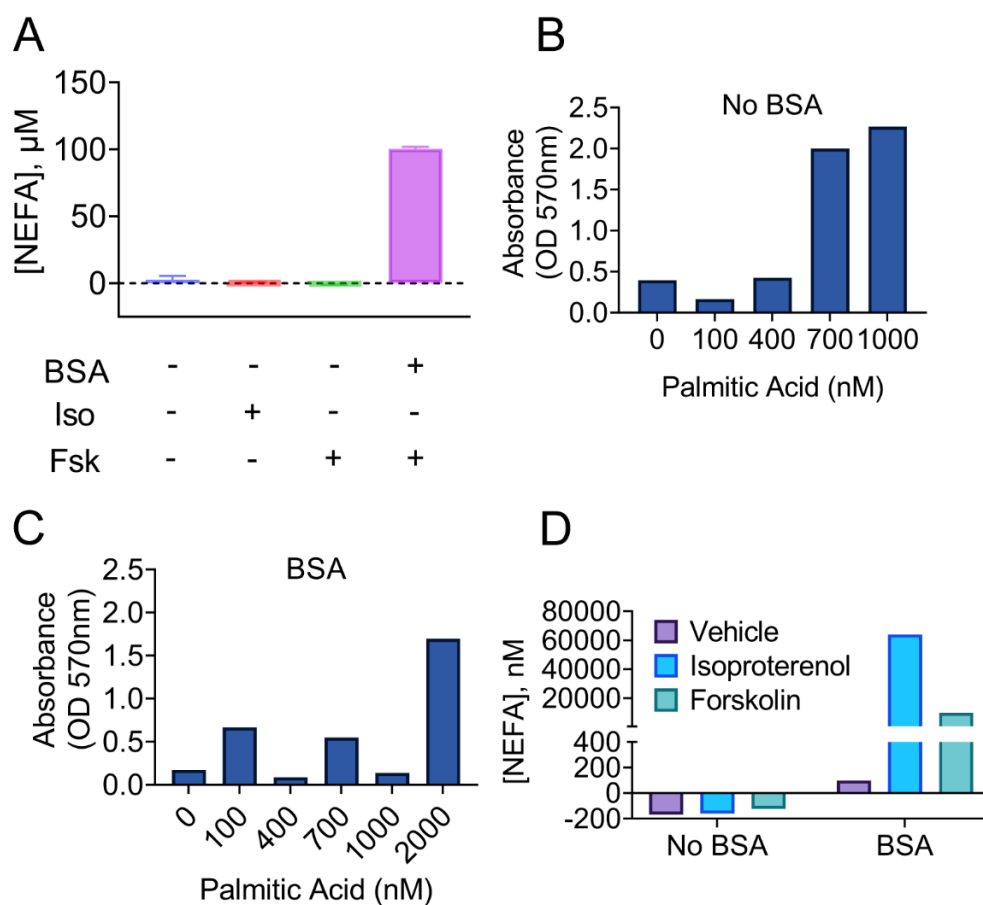 A
[NEFA], µM
150
100
50
0
BSA - - - +
Iso - + - -
Fsk - - + +
B
No BSA
Absorbance
(OD 570nm)
2.5
2.0
1.5
1.0
0.5
0.0
0 100 400 700 1000
Palmitic Acid (nM)
C
BSA
Absorbance
(OD 570nm)
2.5
2.0
1.5
1.0
0.5
0.0
0 100 400 700 1000 2000
Palmitic Acid (nM)
D
[NEFA], nM
80000
60000
40000
20000
400
200
0
-200
Vehicle
Isoproterenol
Forskolin
No BSA BSA